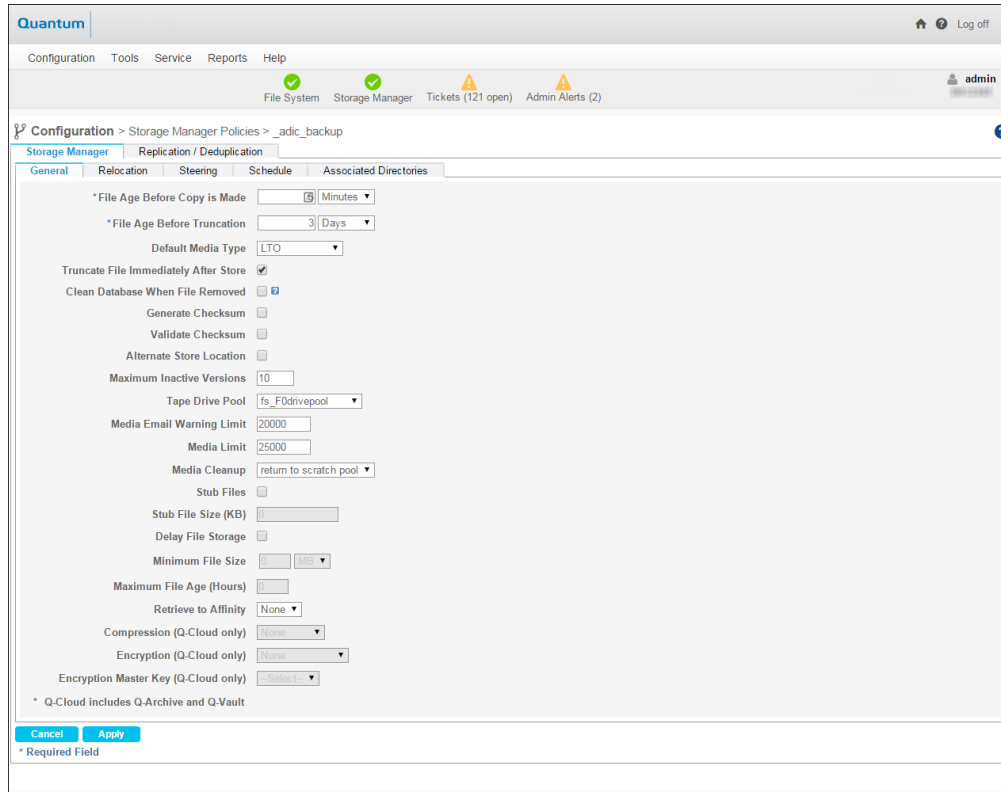 Quantum
Log off
Configuration Tools Service Reports Help
File System Storage Manager Tickets (121 open) Admin Alerts (2)
admin
Configuration > Storage Manager Policies > _adic_backup
Storage Manager Replication / Deduplication
General Relocation Steering Schedule Associated Directories
*File Age Before Copy is Made Minutes
*File Age Before Truncation 3 Days
Default Media Type LTO
Truncate File Immediately After Store
Clean Database When File Removed ?
Generate Checksum
Validate Checksum
Alternate Store Location
Maximum Inactive Versions 10
Tape Drive Pool fs_F0drivepool
Media Email Warning Limit 20000
Media Limit 25000
Media Cleanup return to scratch pool
Stub Files
Stub File Size (KB) 0
Delay File Storage
Minimum File Size 0 MB
Maximum File Age (Hours) 0
Retrieve to Affinity None
Compression (Q-Cloud only) None
Encryption (Q-Cloud only) None
Encryption Master Key (Q-Cloud only) --Select--
* Q-Cloud includes Q-Archive and Q-Vault
Cancel Apply
* Required Field